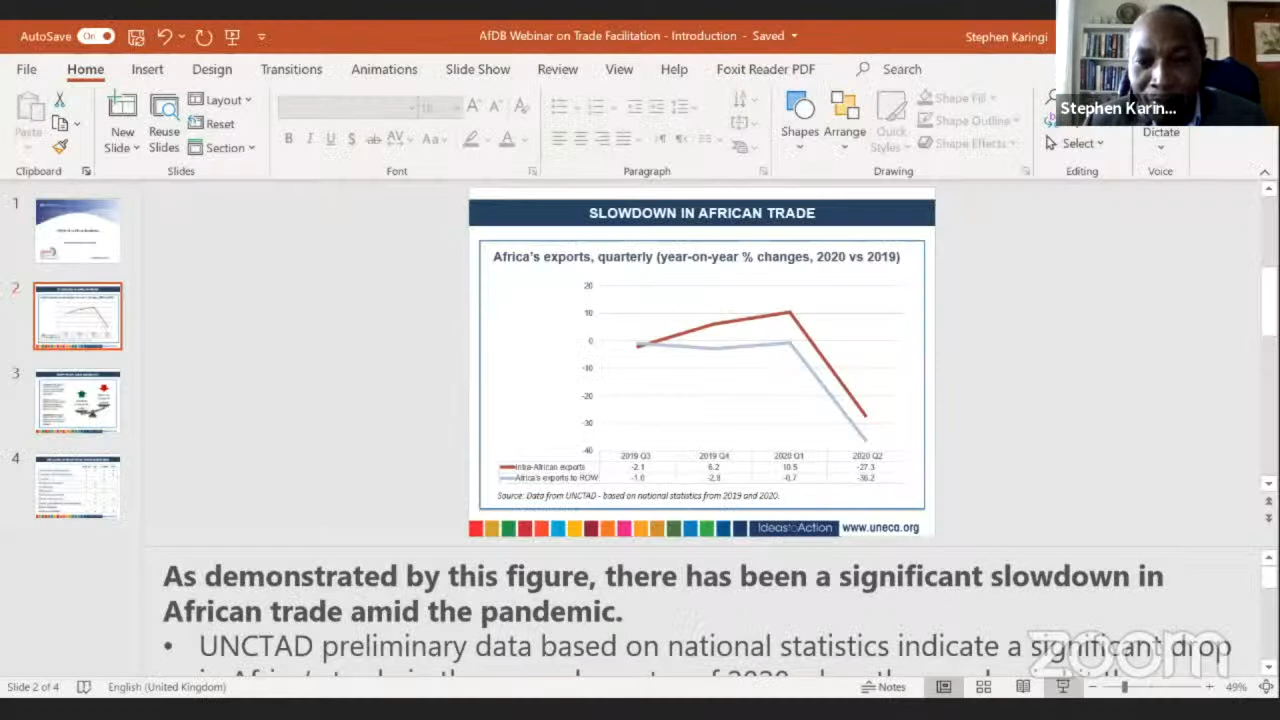 AutoSave On
AfDB Webinar on Trade Facilitation - Introduction - Saved
Stephen Karingi
File Home Insert Design Transitions Animations Slide Show Review View Help Foxit Reader PDF Search
Stephen Karin...
Paste
New Slide
Reuse Slides
Layout
Reset
Section
Shapes
Arrange
Quick Styles
Shape Fill
Shape Outline
Shape Effects
Select
Dictate
Clipboard Slides Font Paragraph Drawing Editing Voice
1
2
3
4
SLOWDOWN IN AFRICAN TRADE
Africa's exports, quarterly (year-on-year % changes, 2020 vs 2019)
20
10
0
-10
-20
-30
-40
2019 Q3 2019 Q4 2020 Q1 2020 Q2
Intra-African exports -2.1 6.2 10.5 -27.3
Africa's exports to ROW -2.8 -0.7 -36.2
Data from UNCTAD - based on national statistics from 2019 and 2020.
IdeastoAction www.uneca.org
As demonstrated by this figure, there has been a significant slowdown in
African trade amid the pandemic.
• UNCTAD preliminary data based on national statistics indicate a significant drop
zoom
Slide 2 of 4 English (United Kingdom) Notes 49%